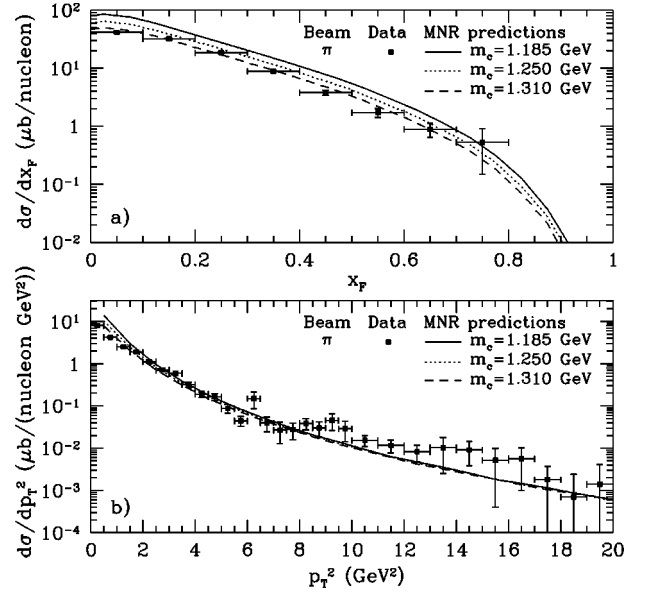 Beam Data MNR predictions
π m_c=1.185 GeV
m_c=1.250 GeV
m_c=1.310 GeV
10²
10¹
1
10⁻¹
10⁻²
dσ/dx_F (μb/nucleon)
a)
0 0.2 0.4 0.6 0.8 1
x_F
Beam Data MNR predictions
π m_c=1.185 GeV
m_c=1.250 GeV
m_c=1.310 GeV
10¹
1
10⁻¹
10⁻²
10⁻³
10⁻⁴
dσ/dp_T² (μb/(nucleon GeV²))
b)
0 2 4 6 8 10 12 14 16 18 20
p_T² (GeV²)